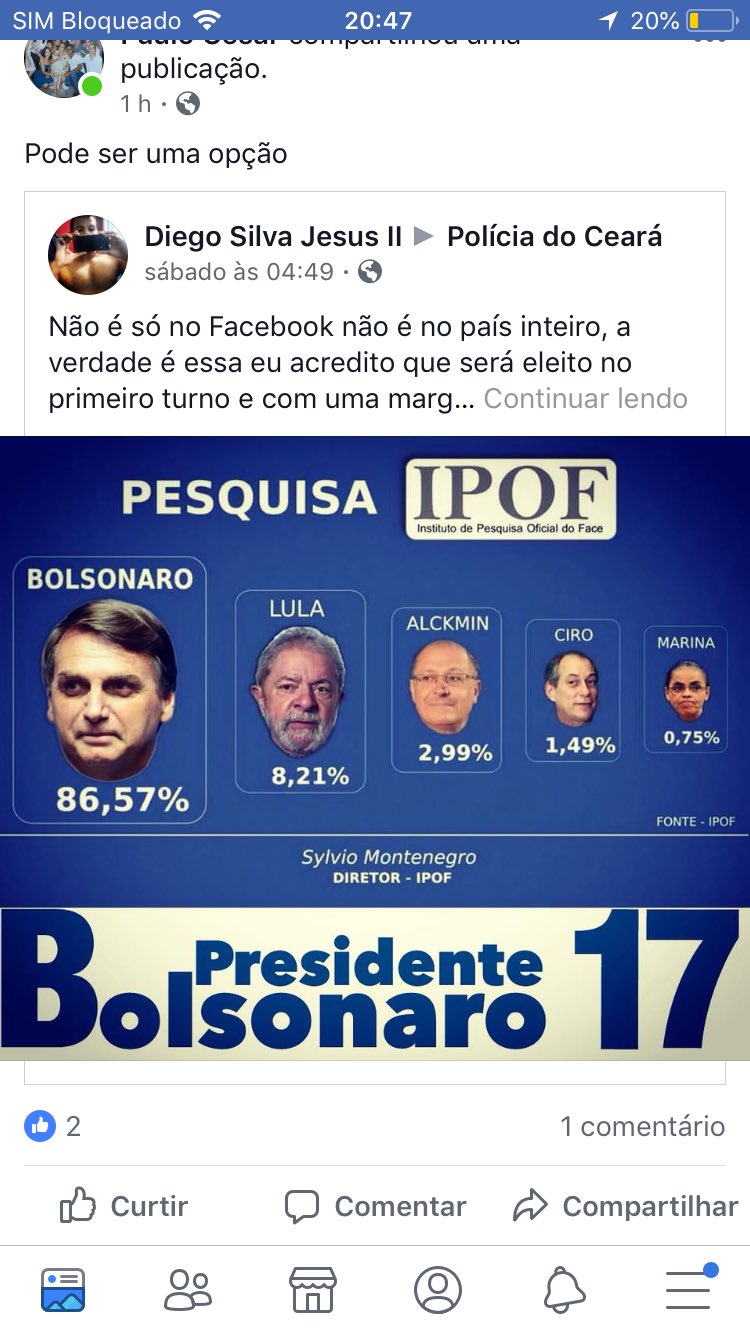 SIM Bloqueado 20:47 20%
Paulo Cesar compartilhou uma
publicação.
1 h ·
Pode ser uma opção
Diego Silva Jesus II ▶ Polícia do Ceará
sábado às 04:49 ·
Não é só no Facebook não é no país inteiro, a
verdade é essa eu acredito que será eleito no
primeiro turno e com uma marg... Continuar lendo
PESQUISA IPOF
Instituto de Pesquisa Oficial do Face
BOLSONARO
86,57%
LULA
8,21%
ALCKMIN
2,99%
CIRO
1,49%
MARINA
0,75%
FONTE - IPOF
Sylvio Montenegro
DIRETOR - IPOF
Presidente
Bolsonaro 17
2 1 comentário
Curtir Comentar Compartilhar